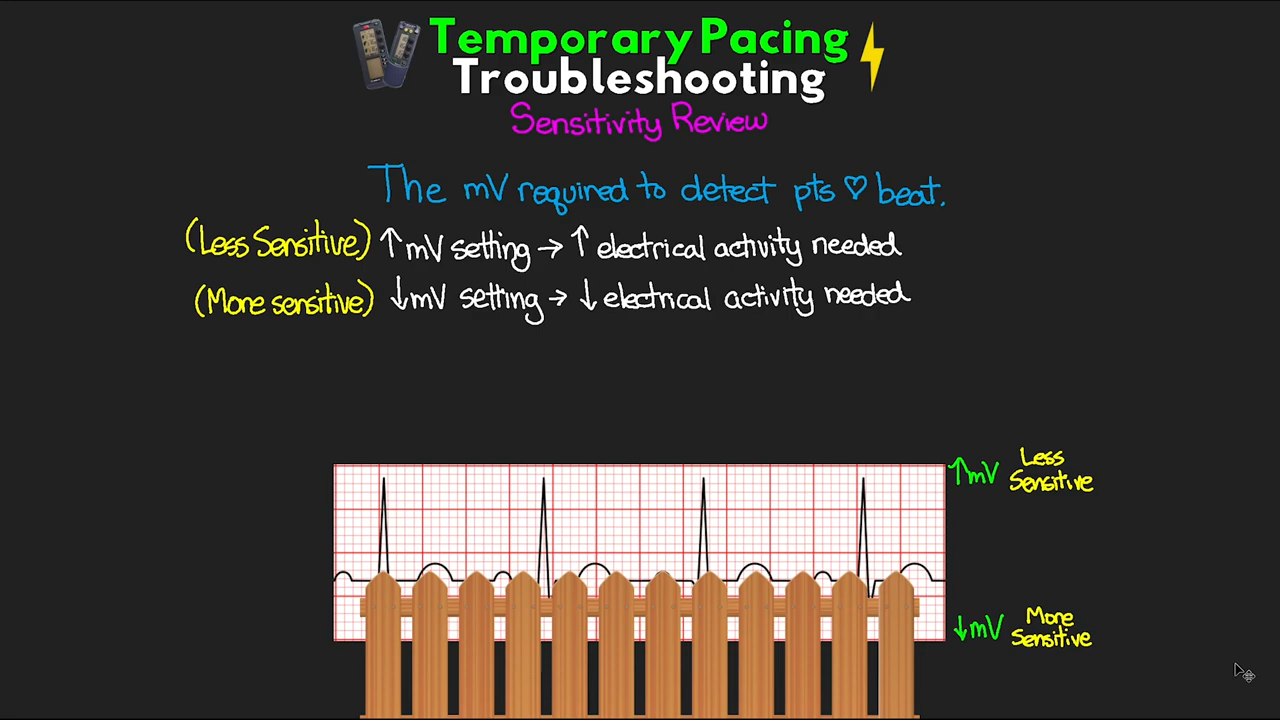 Temporary Pacing
Troubleshooting
Sensitivity Review
The mV required to detect pts ♡ beat.
(Less Sensitive) ↑mV setting → ↑ electrical activity needed
(More sensitive) ↓mV setting → ↓ electrical activity needed
↑mV Less Sensitive
↓mV More Sensitive